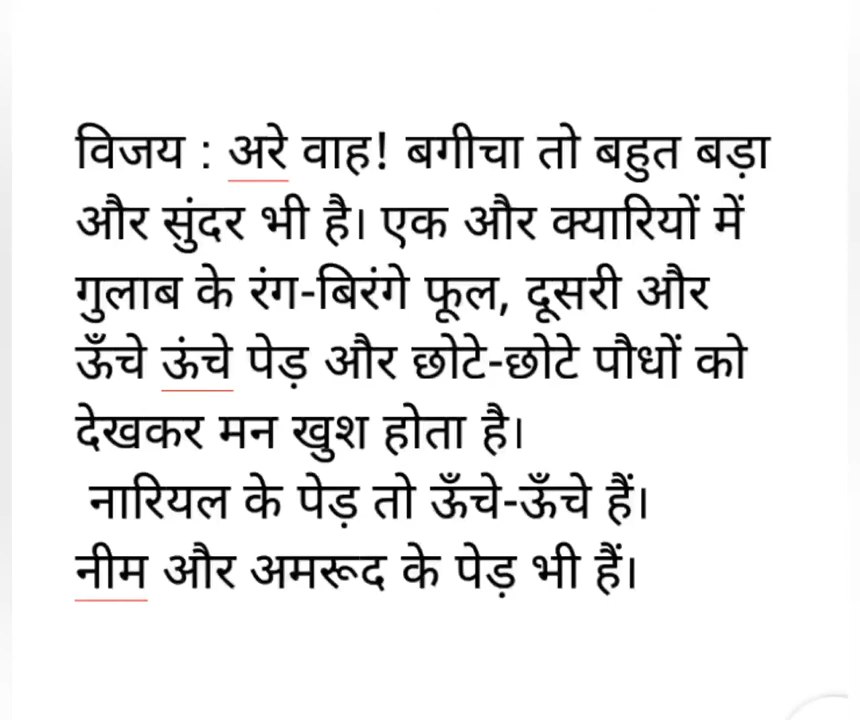 विजय : अरे वाह! बगीचा तो बहुत बड़ा
और सुंदर भी है। एक और क्यारियों में
गुलाब के रंग-बिरंगे फूल, दूसरी और
ऊँचे ऊंचे पेड़ और छोटे-छोटे पौधों को
देखकर मन खुश होता है।
नारियल के पेड़ तो ऊँचे-ऊँचे हैं।
नीम और अमरूद के पेड़ भी हैं।